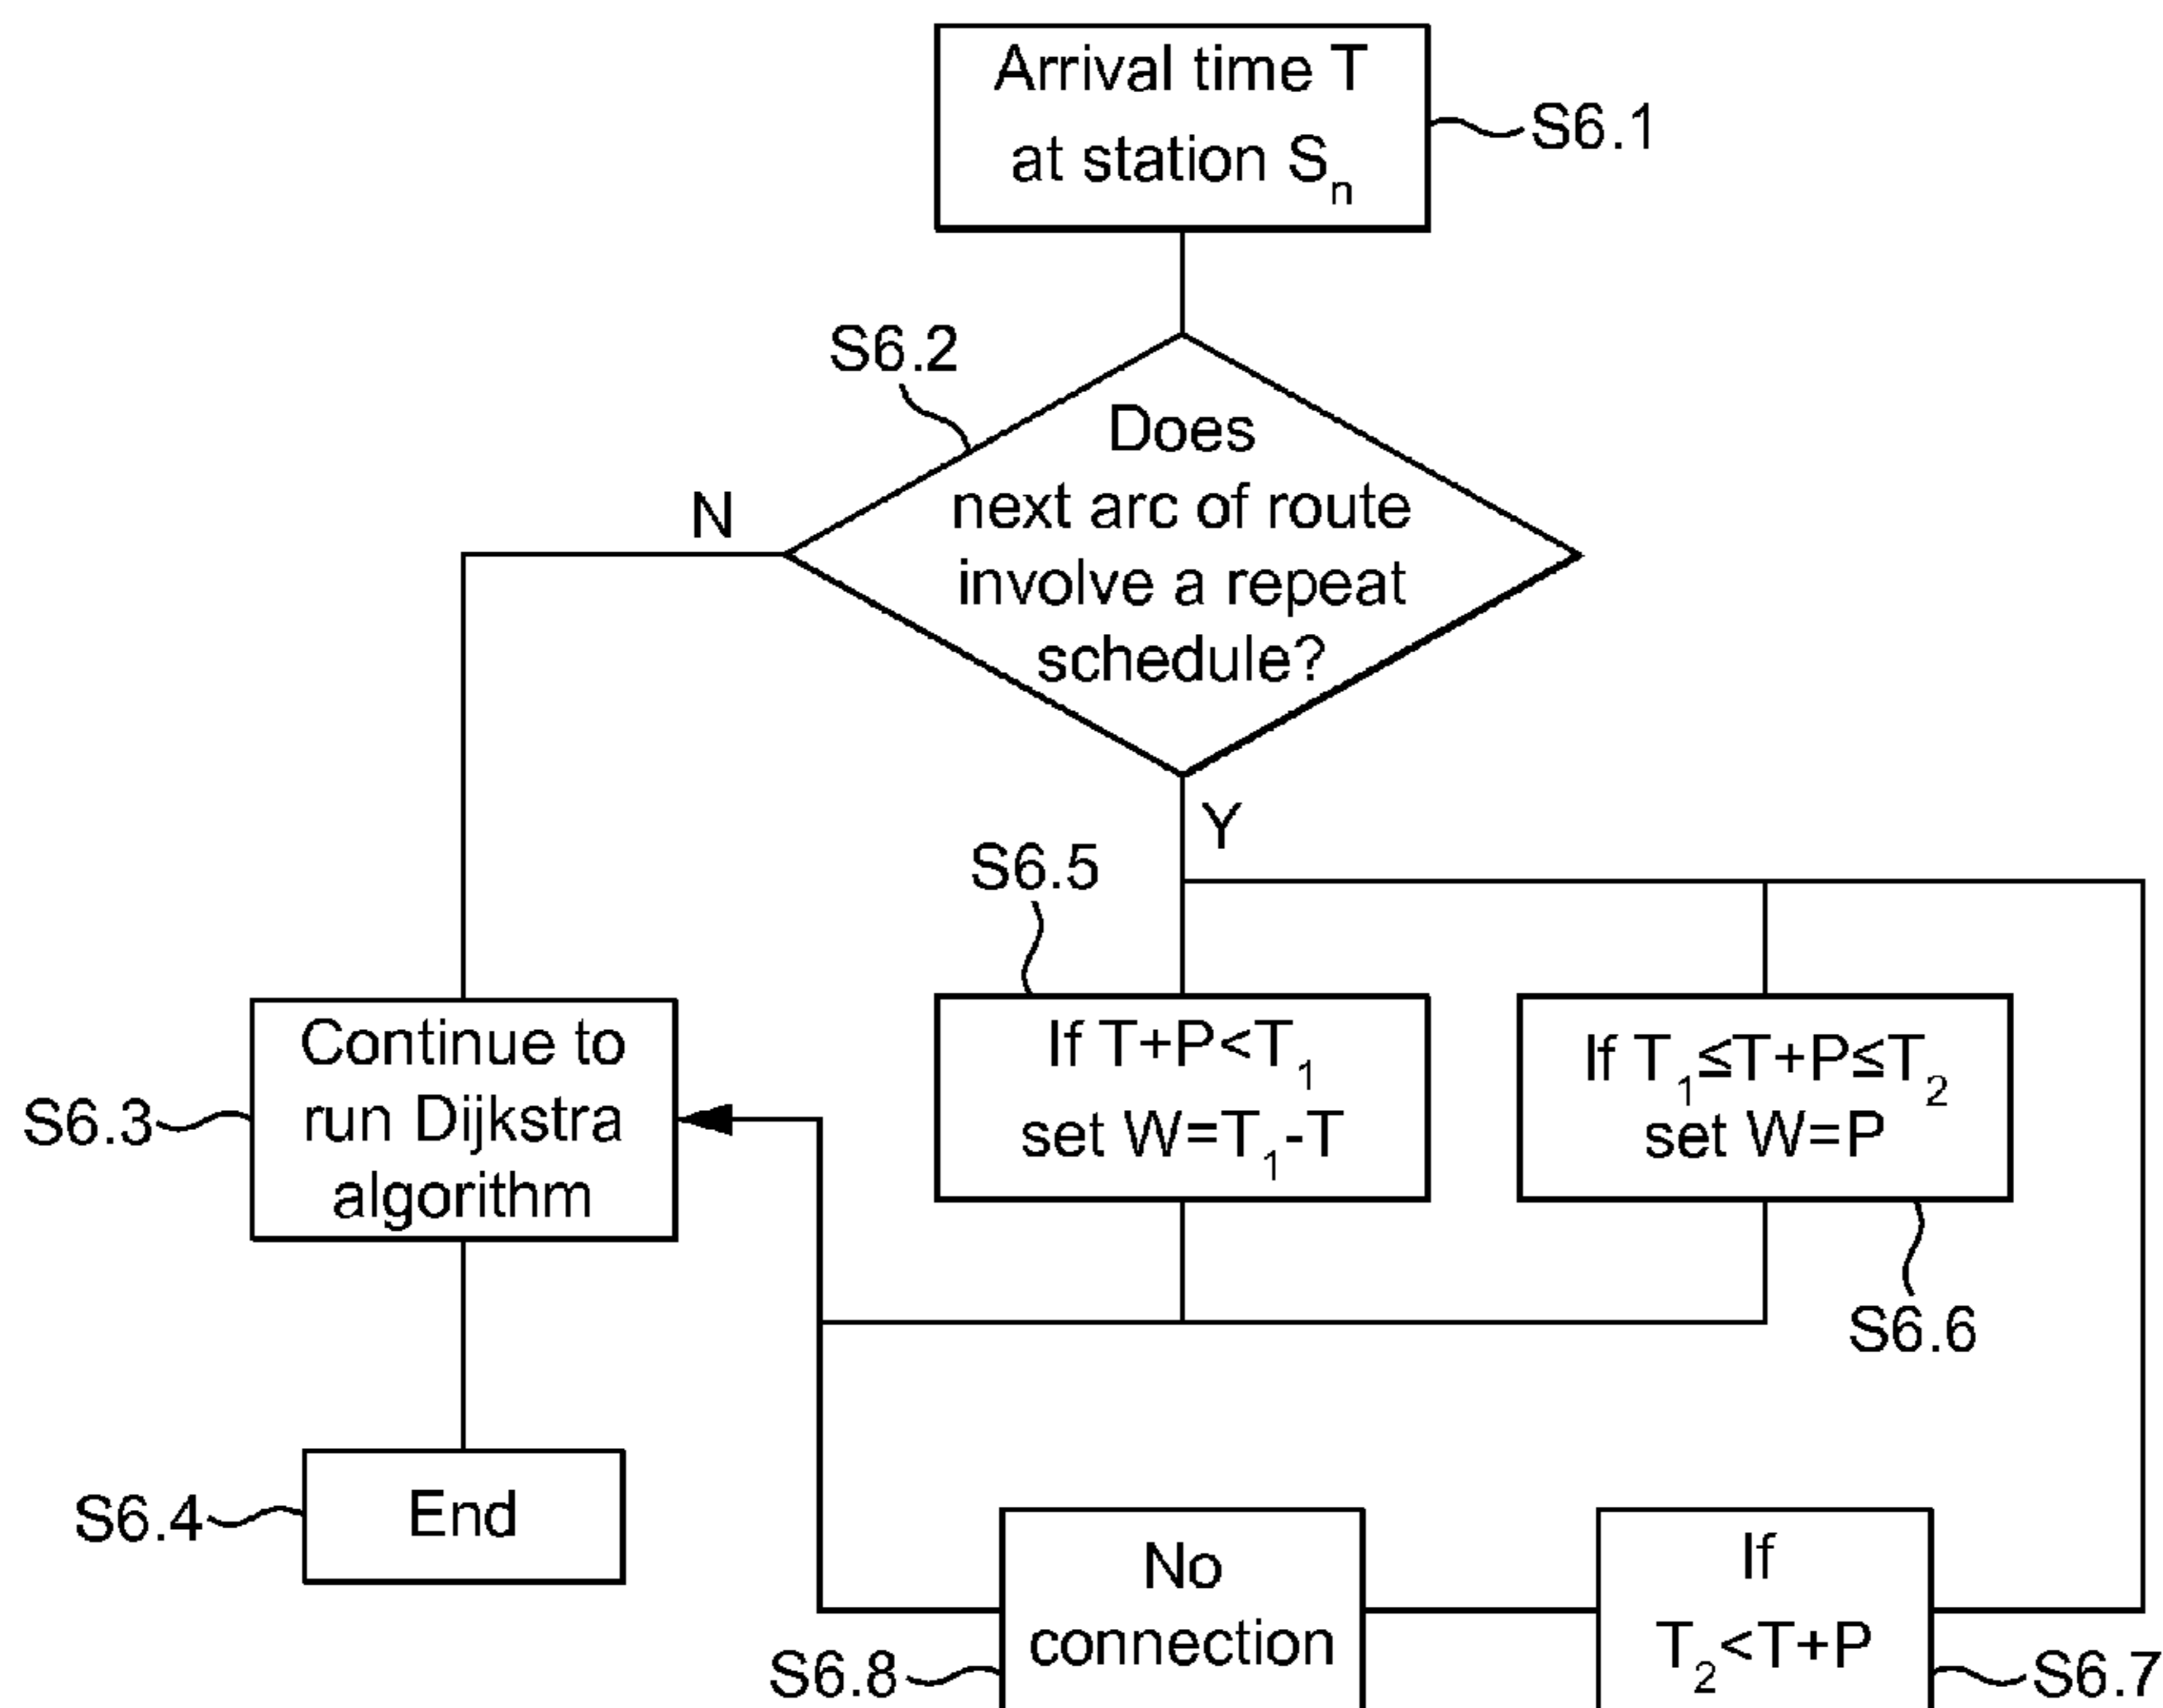 Arrival time T
at station Sn
S6.1
S6.2
Does
next arc of route
involve a repeat
schedule?
N
Y
S6.5
If T+P<T1
set W=T1-T
If T1≤T+P≤T2
set W=P
S6.6
Continue to
run Dijkstra
algorithm
S6.3
End
S6.4
No
connection
S6.8
If
T2<T+P
S6.7